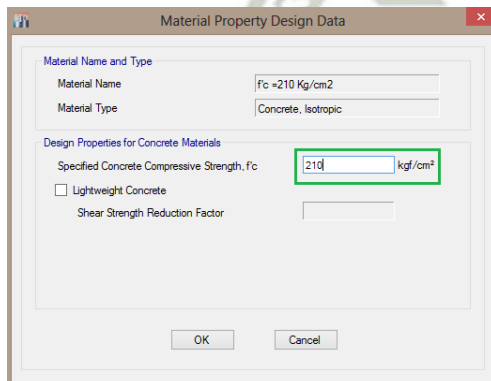 Material Property Design Data
Material Name and Type
Material Name
f'c =210 Kg/cm2
Material Type
Concrete, Isotropic
Design Properties for Concrete Materials
Specified Concrete Compressive Strength, f'c
210
kgf/cm²
Lightweight Concrete
Shear Strength Reduction Factor
OK
Cancel